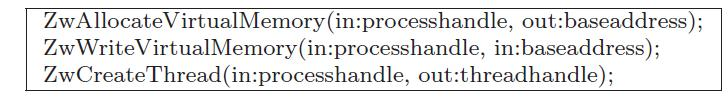 ZwAllocateVirtualMemory(in:processhandle, out:baseaddress);
ZwWriteVirtualMemory(in:processhandle, in:baseaddress);
ZwCreateThread(in:processhandle, out:threadhandle);